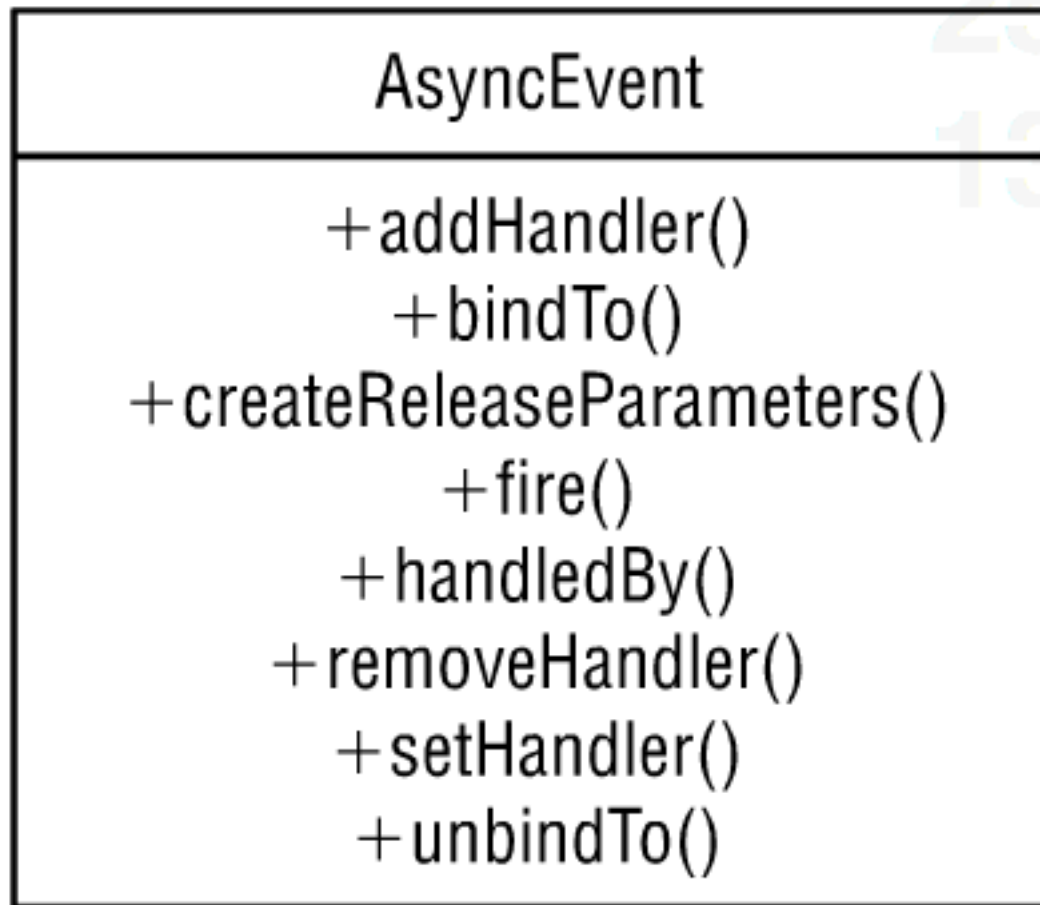 AsyncEvent
+addHandler()
+bindTo()
+createReleaseParameters()
+fire()
+handledBy()
+removeHandler()
+setHandler()
+unbindTo()